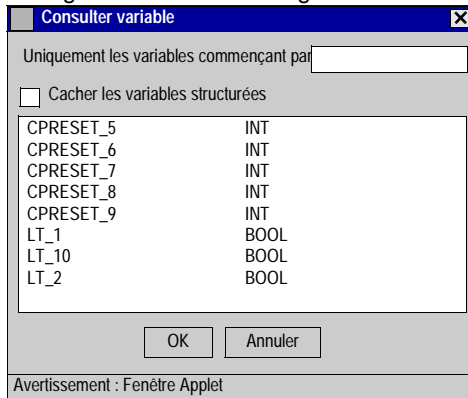 Consulter variable
Uniquement les variables commençant par
Cacher les variables structurées
CPRESET_5 INT
CPRESET_6 INT
CPRESET_7 INT
CPRESET_8 INT
CPRESET_9 INT
LT_1 BOOL
LT_10 BOOL
LT_2 BOOL
OK Annuler
Avertissement : Fenêtre Applet